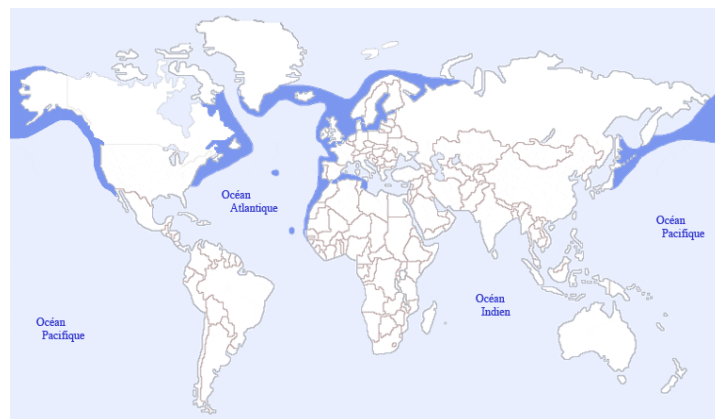 Océan
Atlantique
Océan
Pacifique
Océan
Indien
Océan
Pacifique